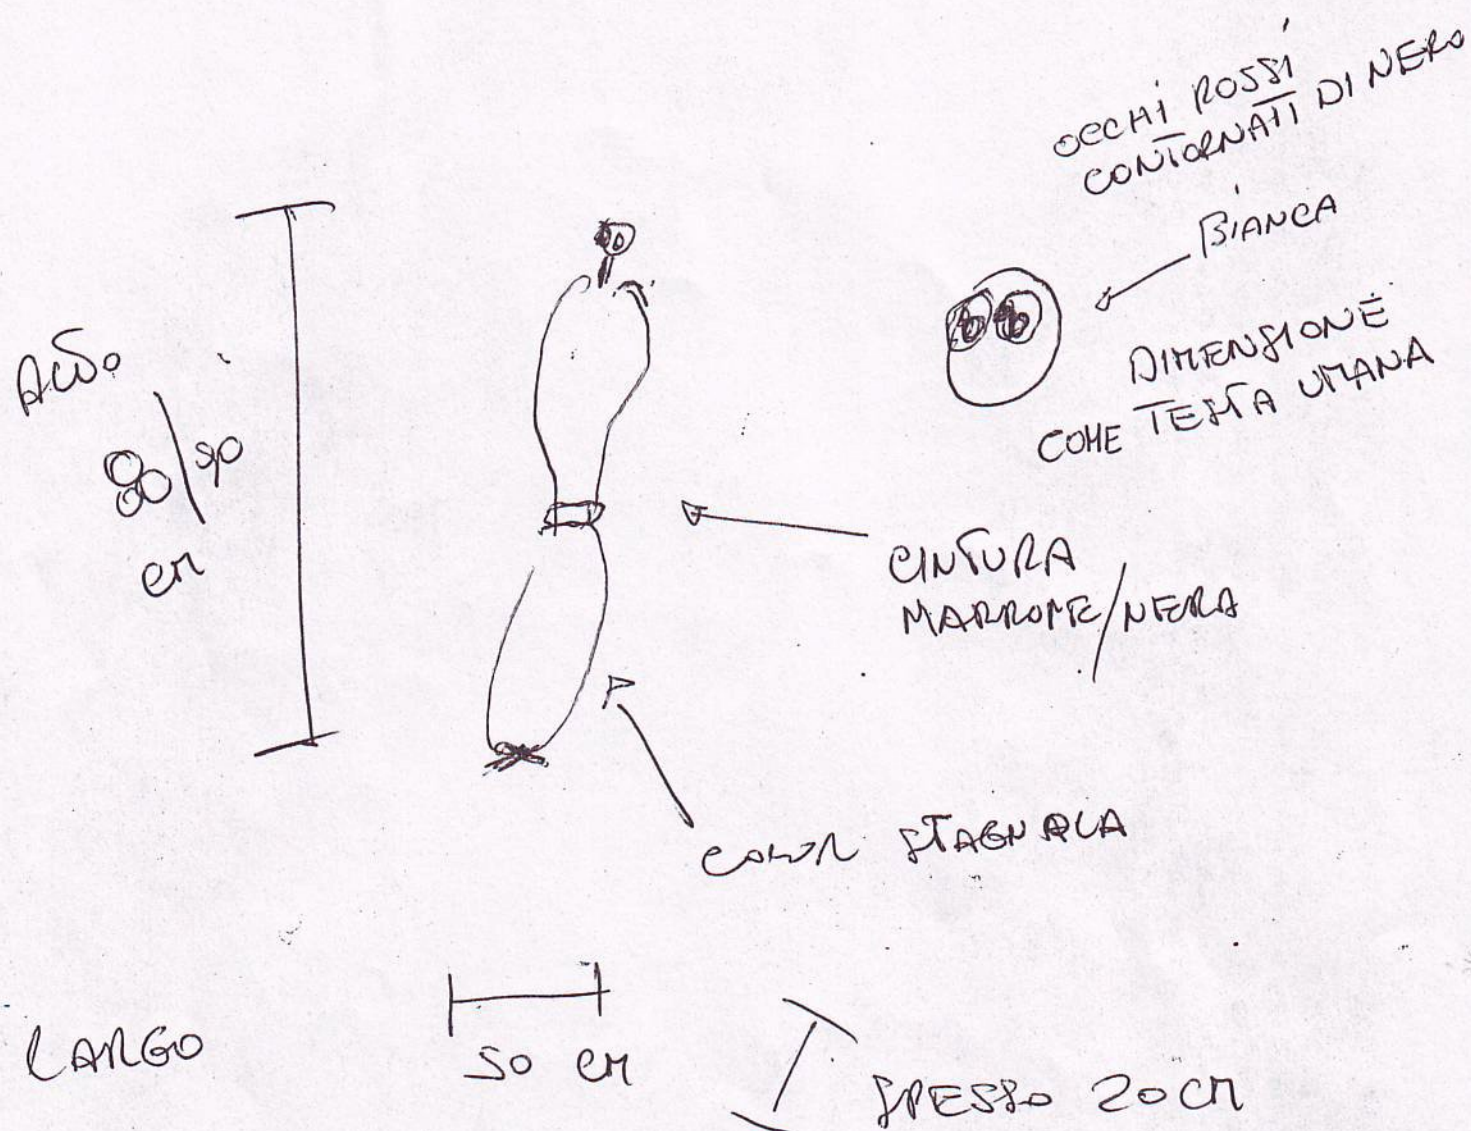 OCCHI ROSSI
CONTORNATI DI NERO
BIANCA
DIMENSIONE
COME TESTA UMANA
ALTO
80/90
cm
CINTURA
MARRONE/NERA
COLOR STAGNOLA
LARGO
50 cm
SPESSO 20 cm